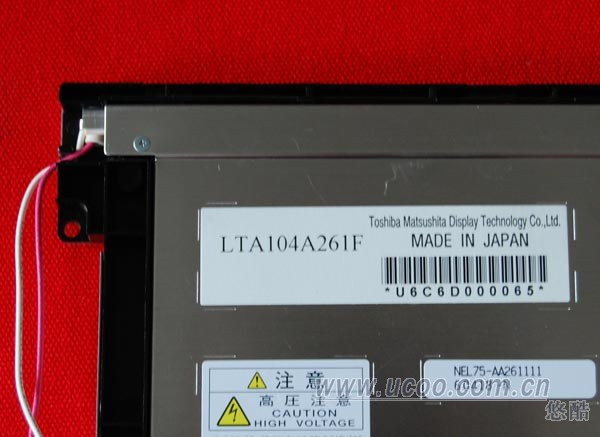 LTA104A261F
Toshiba Matsushita Display Technology Co.,Ltd.
MADE IN JAPAN
*U6C6D000065*
NEL75-AA261111
注意
高圧注意
CAUTION
HIGH VOLTAGE
www.ucoo.com.cn
悠酷